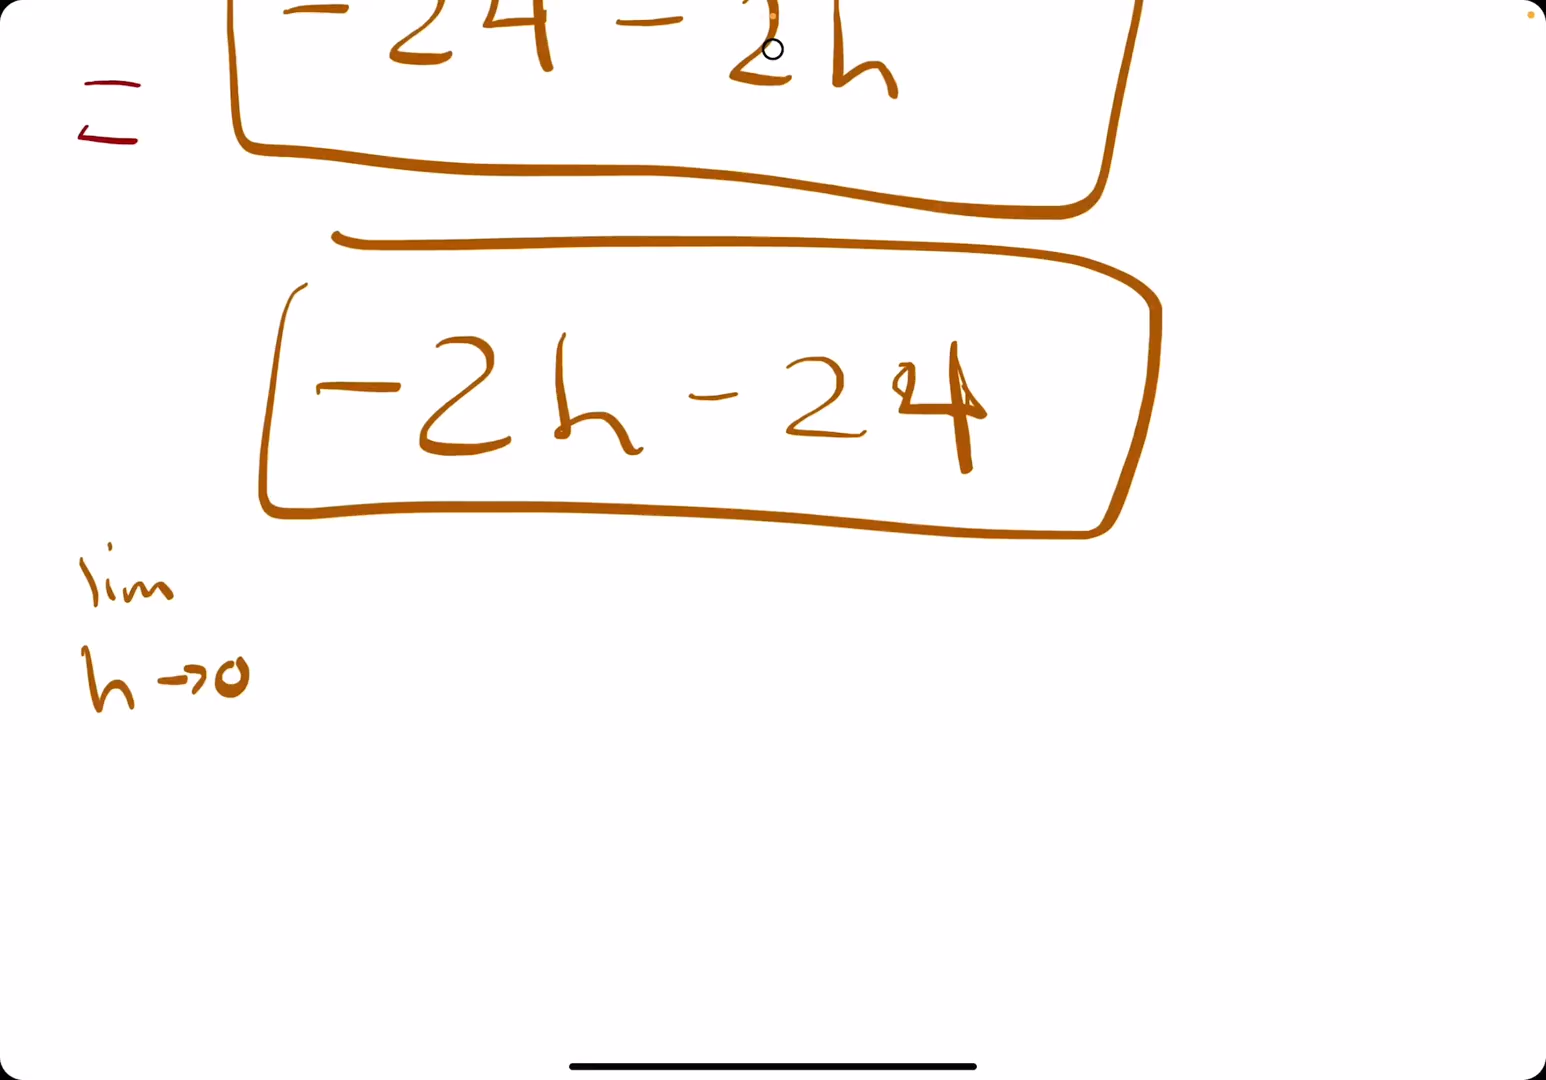 - 24 - 2h
=
-2h - 24
lim
h → 0